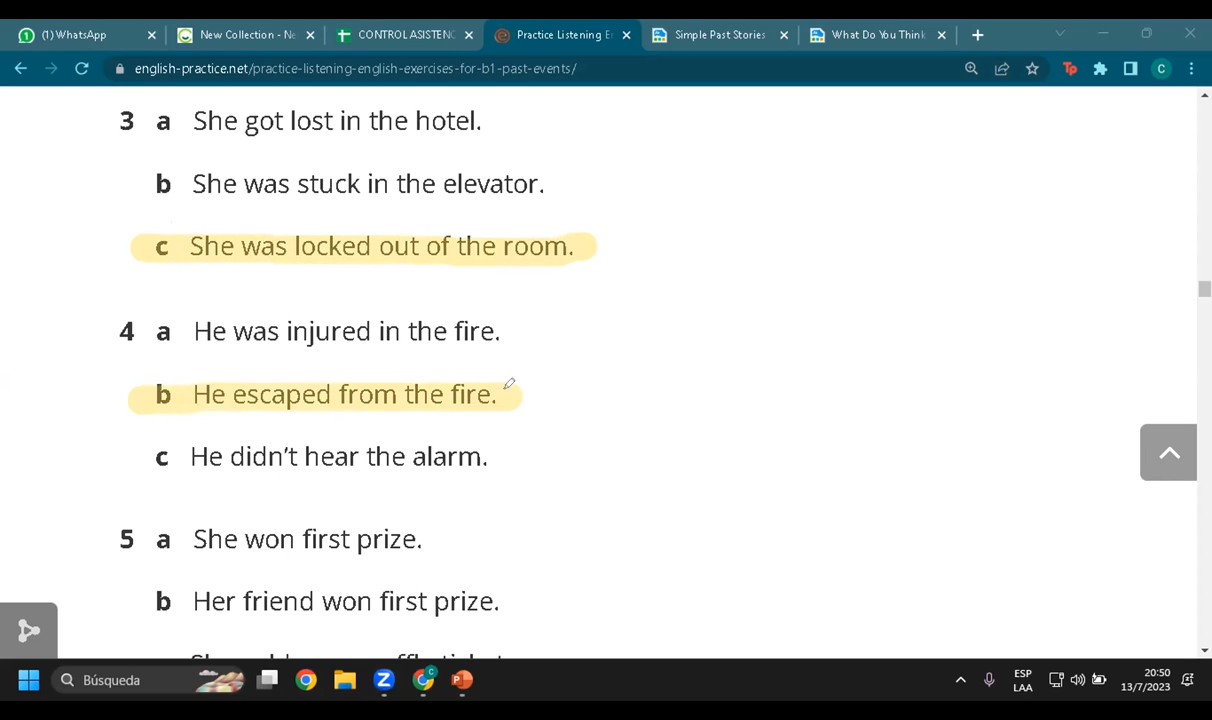 (1) WhatsApp
New Collection - Ne
CONTROL ASISTENC
Practice Listening En
Simple Past Stories
What Do You Think
english-practice.net/practice-listening-english-exercises-for-b1-past-events/
3 a She got lost in the hotel.
b She was stuck in the elevator.
c She was locked out of the room.
4 a He was injured in the fire.
b He escaped from the fire.
c He didn't hear the alarm.
5 a She won first prize.
b Her friend won first prize.
Búsqueda
ESP
LAA
20:50
13/7/2023